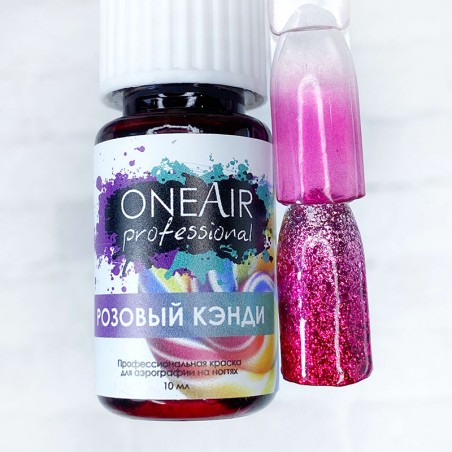 ONEAIR
professional
РОЗОВЫЙ КЭНДИ
Профессиональная краска
для аэрографии на ногтях
10 мл